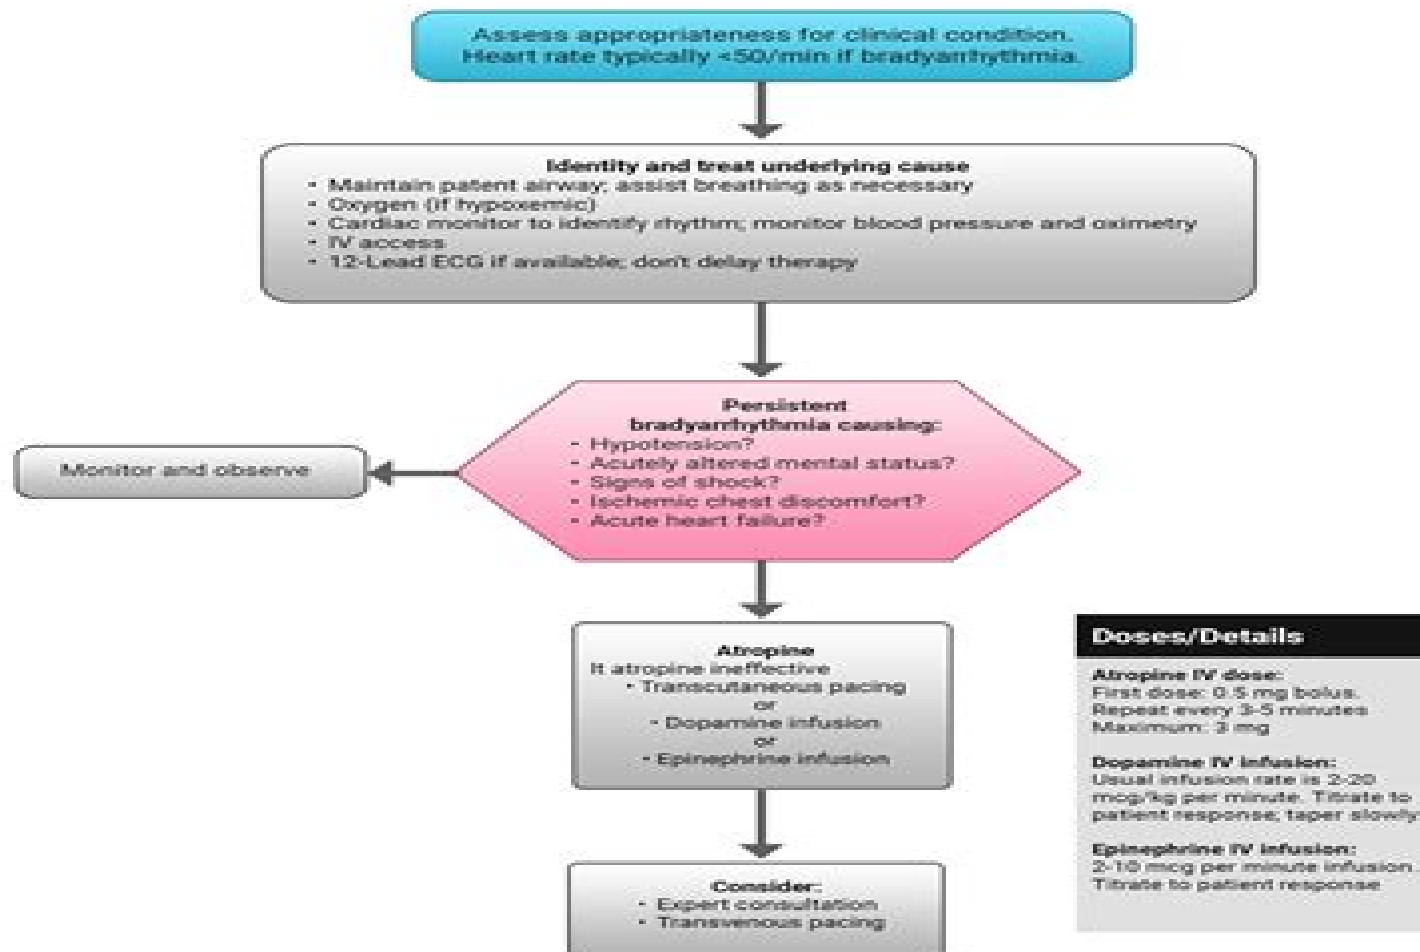 Assess appropriateness for clinical condition.
Heart rate typically <50/min if bradyarrhythmia.
Identity and treat underlying cause
• Maintain patent airway; assist breathing as necessary
• Oxygen (if hypoxemic)
• Cardiac monitor to identify rhythm; monitor blood pressure and oximetry
• IV access
• 12-Lead ECG if available; don't delay therapy
Persistent
bradyarrhythmia causing:
• Hypotension?
• Acutely altered mental status?
• Signs of shock?
• Ischemic chest discomfort?
• Acute heart failure?
Monitor and observe
Atropine
It atropine ineffective
• Transcutaneous pacing
or
• Dopamine infusion
or
• Epinephrine infusion
Doses/Details
Atropine IV dose:
First dose: 0.5 mg bolus.
Repeat every 3-5 minutes
Maximum: 3 mg
Dopamine IV infusion:
Usual infusion rate is 2-20
mcg/kg per minute. Titrate to
patient response; taper slowly
Epinephrine IV infusion:
2-10 mcg per minute infusion.
Titrate to patient response
Consider:
• Expert consultation
• Transvenous pacing